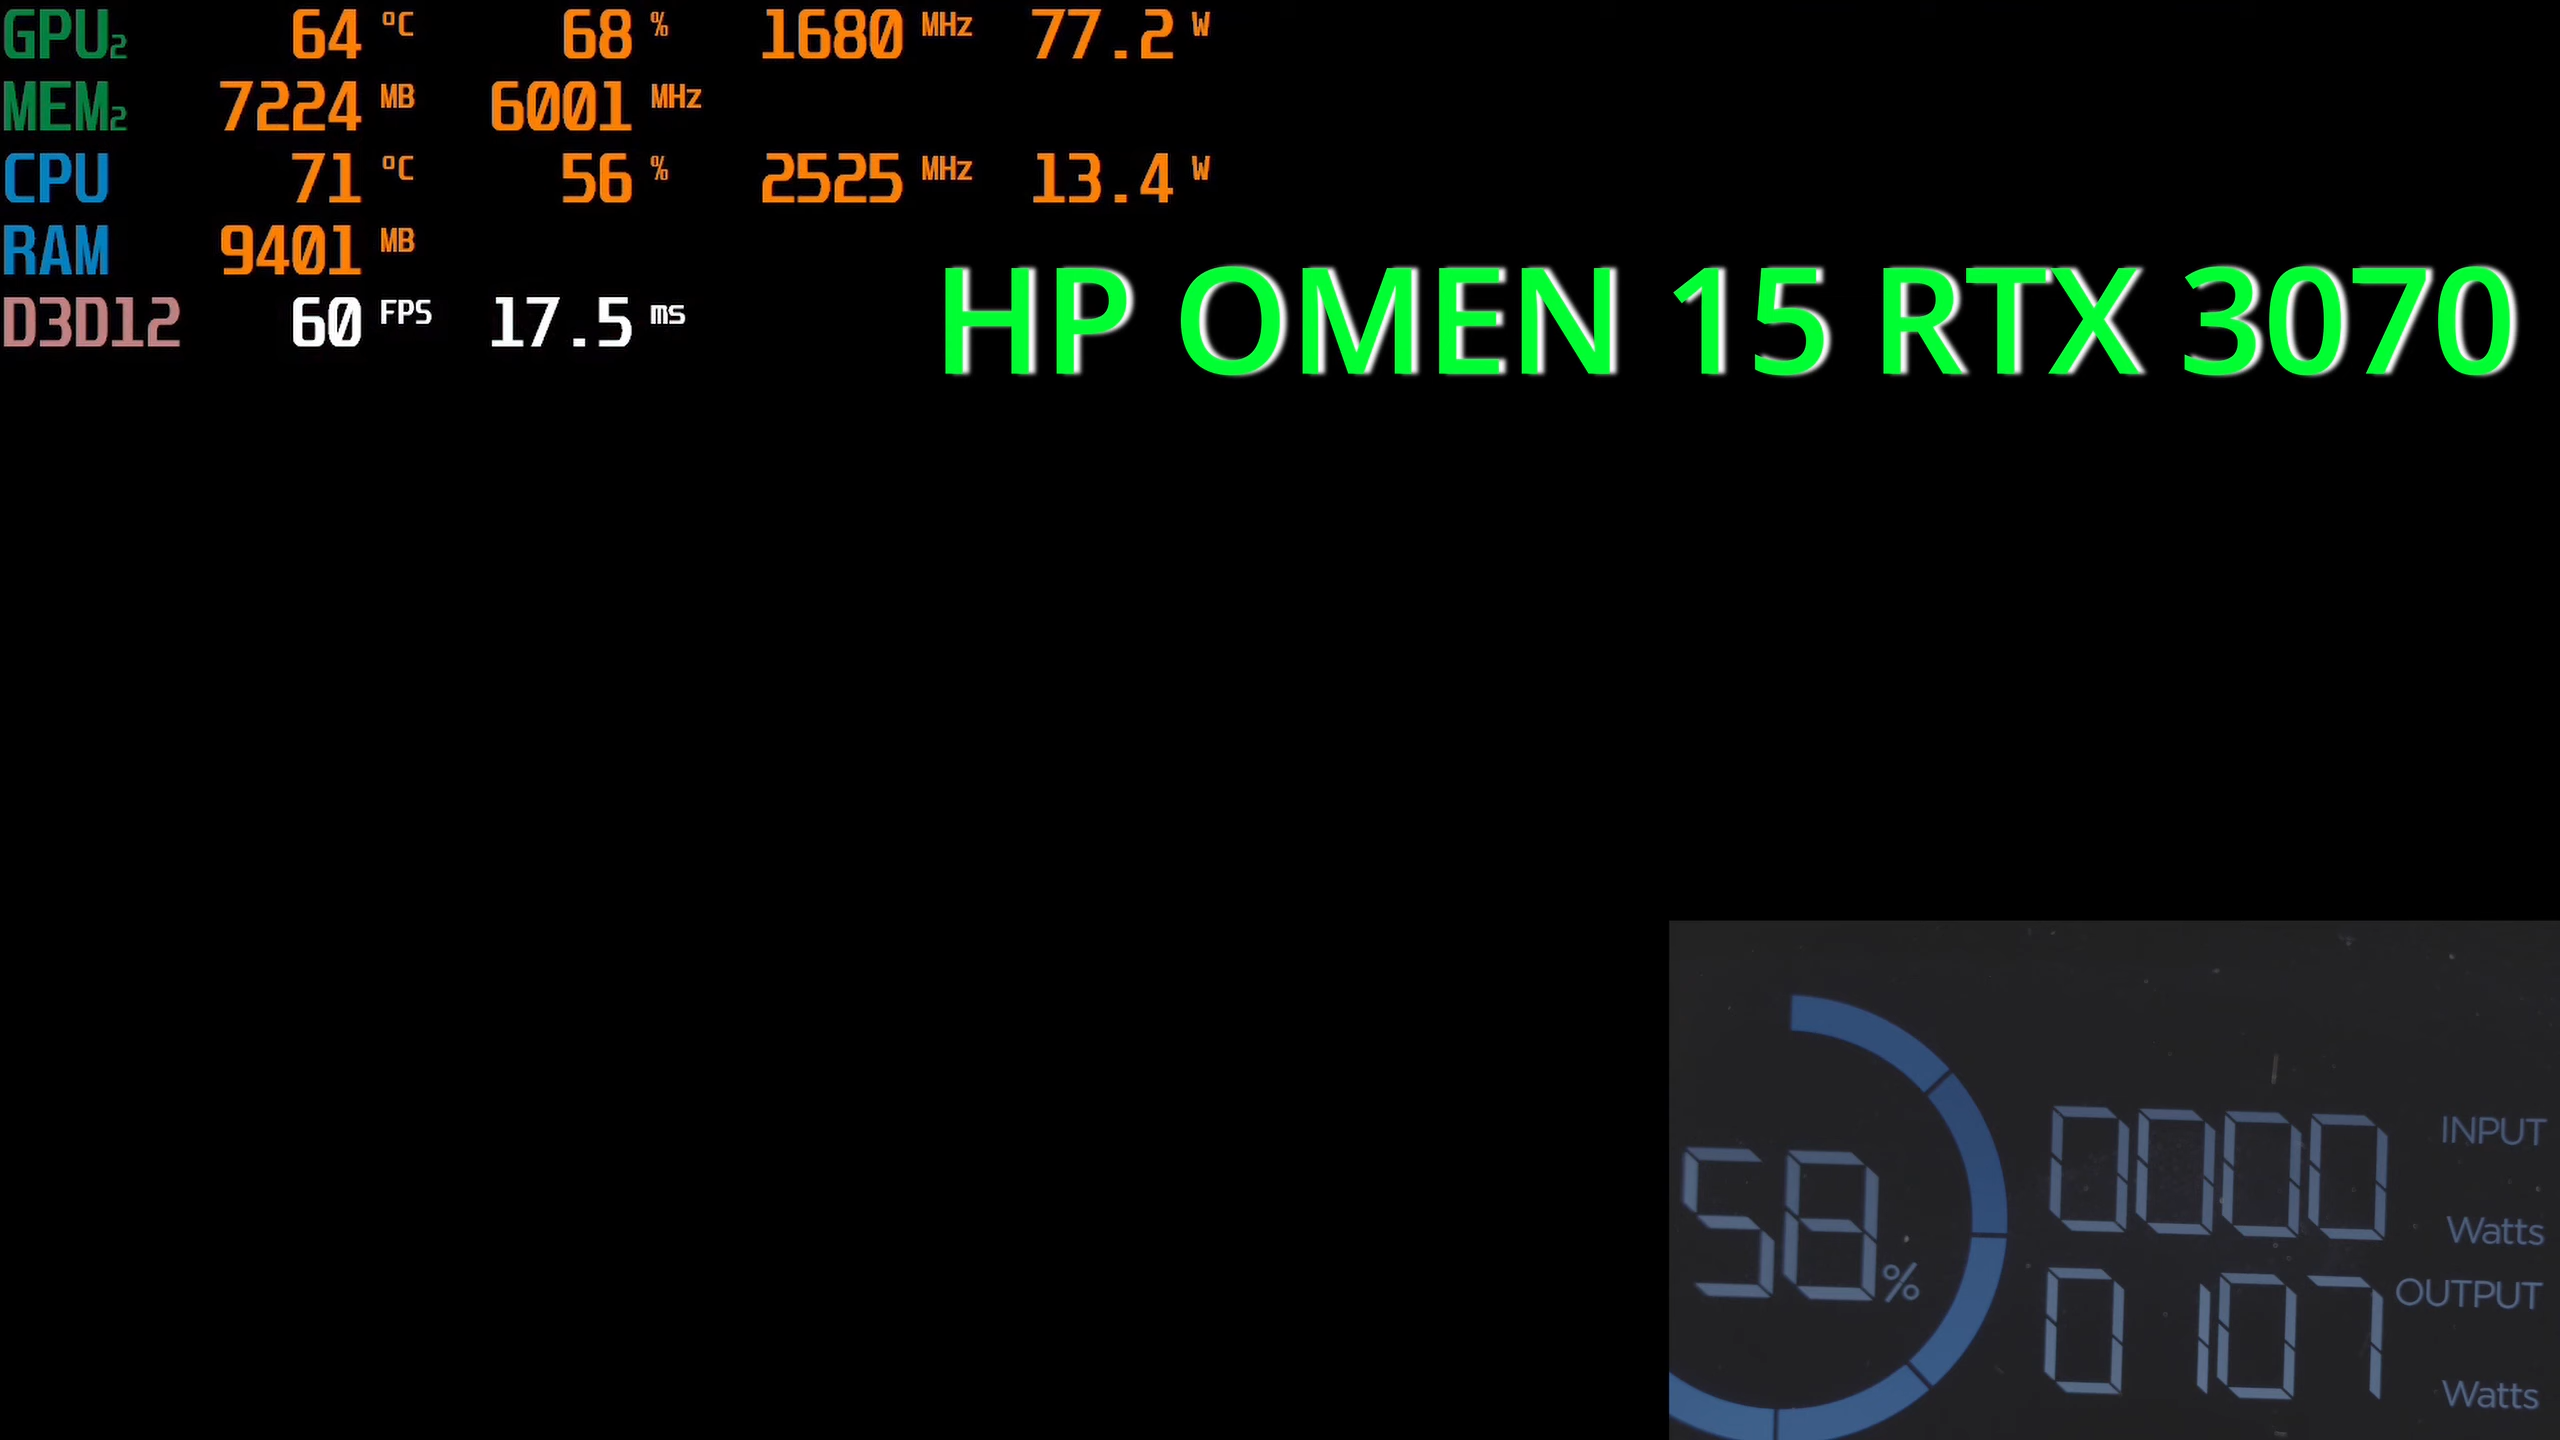 GPU2 64 °C 68 % 1680 MHz 77.2 W
MEM2 7224 MB 6001 MHz
CPU 71 °C 56 % 2525 MHz 13.4 W
RAM 9401 MB
D3D12 60 FPS 17.5 ms
HP OMEN 15 RTX 3070
58%
0000 INPUT Watts
0107 OUTPUT Watts